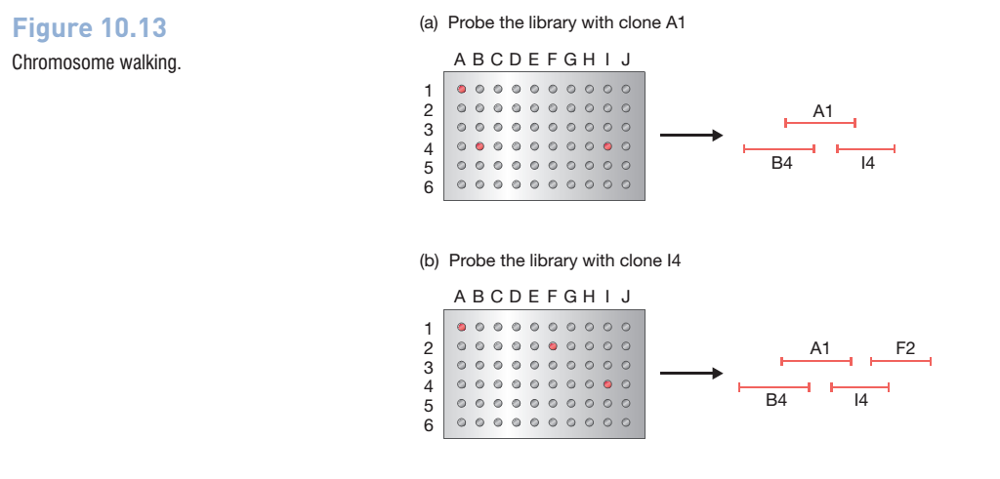 Figure 10.13
Chromosome walking.
(a) Probe the library with clone A1
A B C D E F G H I J
1
2
3
4
5
6
A1
B4 I4
(b) Probe the library with clone I4
A B C D E F G H I J
1
2
3
4
5
6
A1 F2
B4 I4